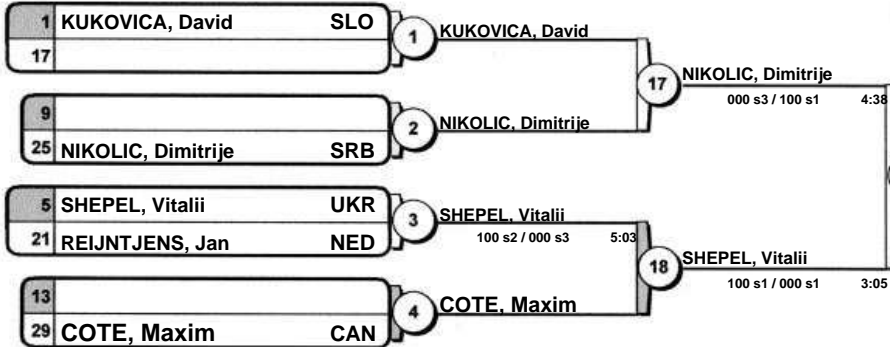 1 KUKOVICA, David SLO
17
1 KUKOVICA, David
9
25 NIKOLIC, Dimitrije SRB
2 NIKOLIC, Dimitrije
17 NIKOLIC, Dimitrije
000 s3 / 100 s1 4:38
5 SHEPEL, Vitalii UKR
21 REIJNTJENS, Jan NED
3 SHEPEL, Vitalii
100 s2 / 000 s3 5:03
13
29 COTE, Maxim CAN
4 COTE, Maxim
18 SHEPEL, Vitalii
100 s1 / 000 s1 3:05